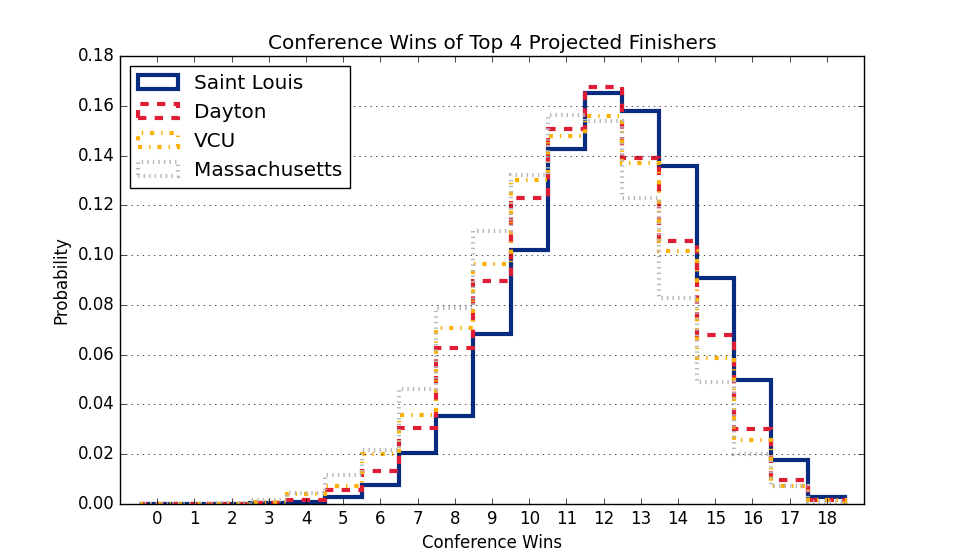 Conference Wins of Top 4 Projected Finishers
0.18
0.16
0.14
0.12
0.10
0.08
0.06
0.04
0.02
0.00
Probability
Saint Louis
Dayton
VCU
Massachusetts
0 1 2 3 4 5 6 7 8 9 10 11 12 13 14 15 16 17 18
Conference Wins